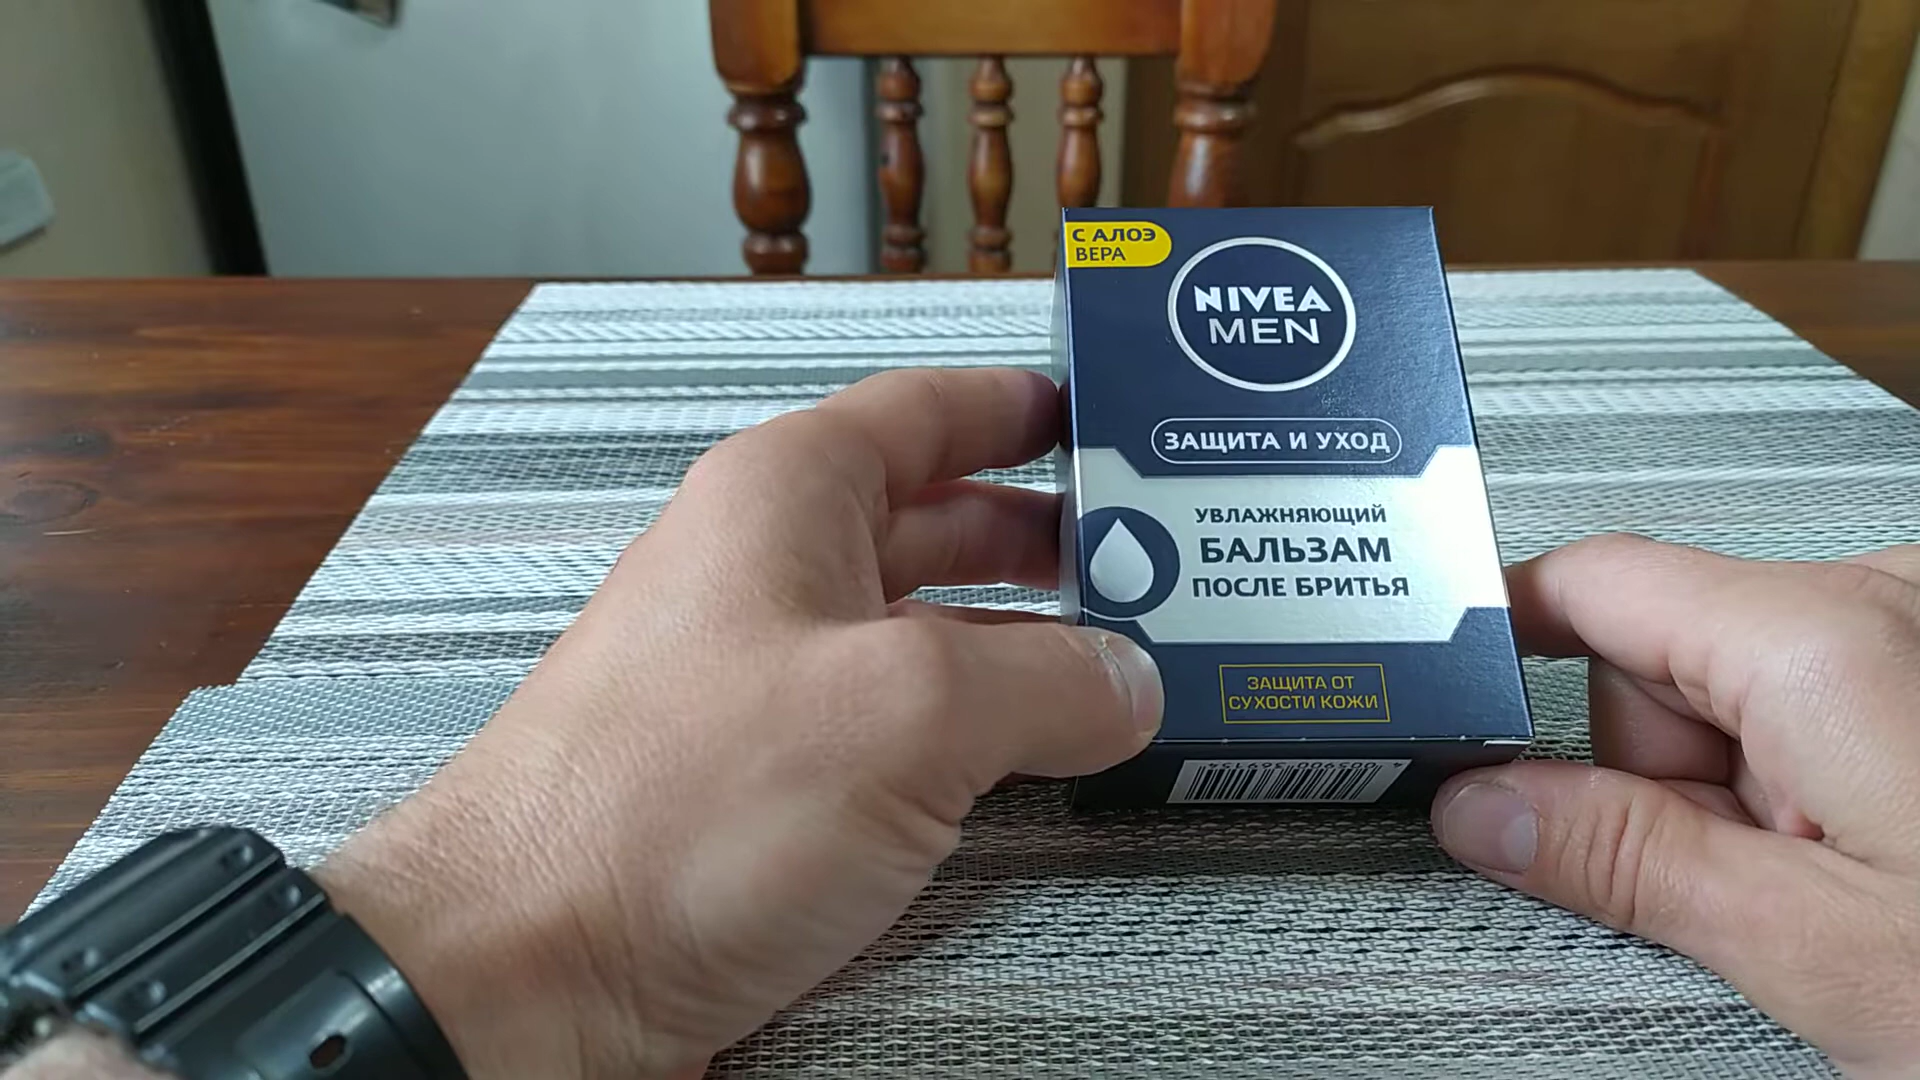 С АЛОЭ
ВЕРА
NIVEA
MEN
ЗАЩИТА И УХОД
УВЛАЖНЯЮЩИЙ
БАЛЬЗАМ
ПОСЛЕ БРИТЬЯ
ЗАЩИТА ОТ
СУХОСТИ КОЖИ